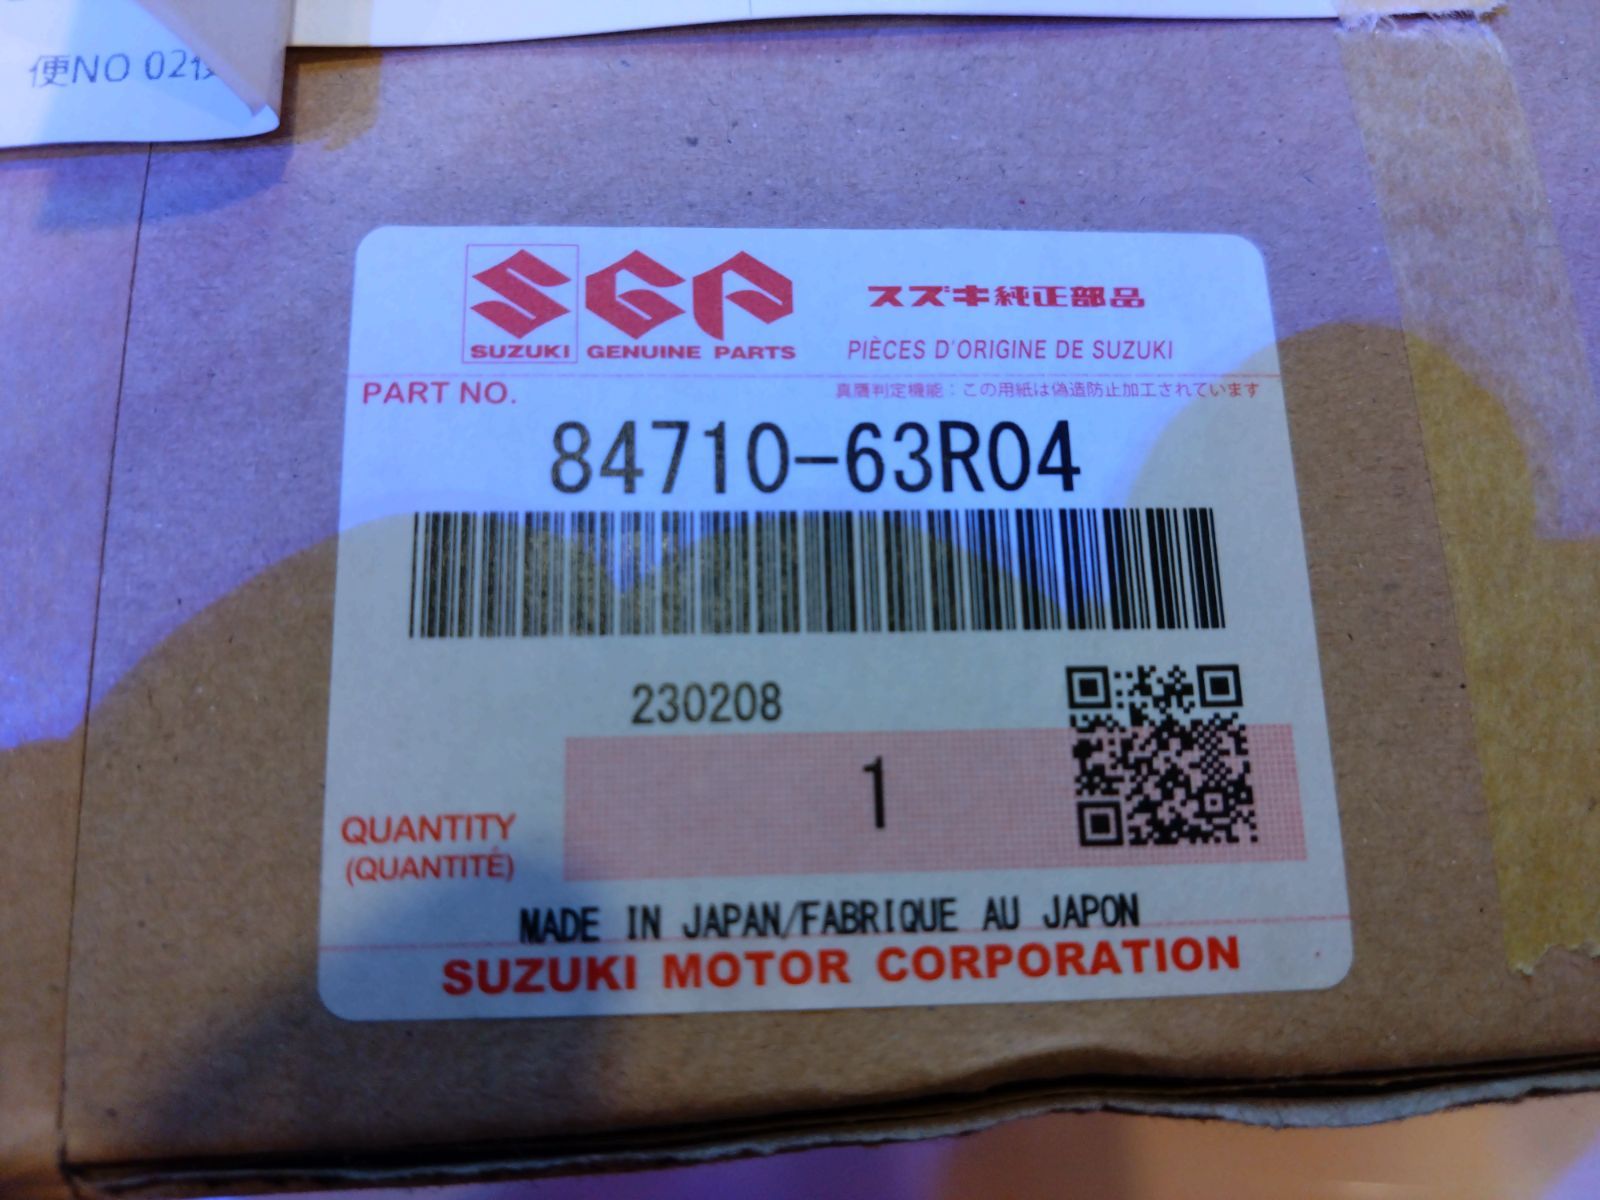 便NO 02便
SGP
SUZUKI GENUINE PARTS
スズキ純正部品
PIÈCES D'ORIGINE DE SUZUKI
PART NO.
真贋判定機能：この用紙は偽造防止加工されています
84710-63R04
230208
1
QUANTITY
(QUANTITÉ)
MADE IN JAPAN/FABRIQUE AU JAPON
SUZUKI MOTOR CORPORATION